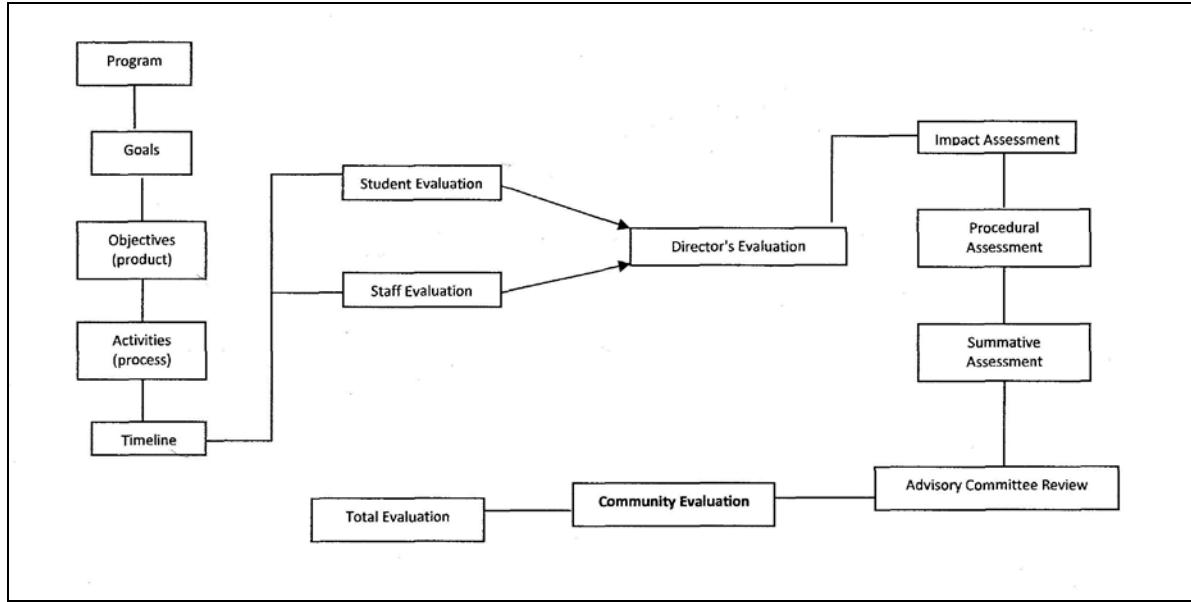 Program
Goals
Objectives
(product)
Activities
(process)
Timeline
Student Evaluation
Staff Evaluation
Director's Evaluation
Impact Assessment
Procedural
Assessment
Summative
Assessment
Advisory Committee Review
Community Evaluation
Total Evaluation